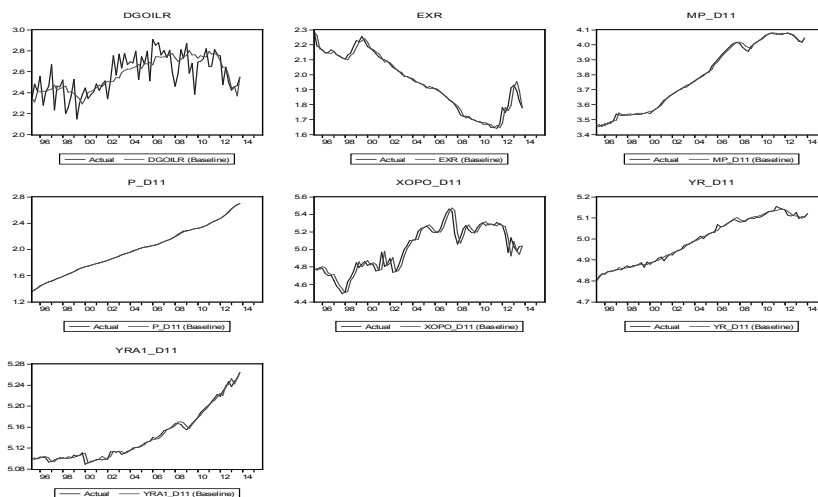 DGOILR
3.0
2.8
2.6
2.4
2.2
2.0
96 98 00 02 04 06 08 10 12 14
Actual DGOILR (Baseline)
EXR
2.3
2.2
2.1
2.0
1.9
1.8
1.7
1.6
96 98 00 02 04 06 08 10 12 14
Actual EXR (Baseline)
MP_D11
4.1
4.0
3.9
3.8
3.7
3.6
3.5
3.4
96 98 00 02 04 06 08 10 12 14
Actual MP_D11 (Baseline)
P_D11
2.8
2.4
2.0
1.6
1.2
96 98 00 02 04 06 08 10 12 14
Actual P_D11 (Baseline)
XOPO_D11
5.6
5.4
5.2
5.0
4.8
4.6
4.4
96 98 00 02 04 06 08 10 12 14
Actual XOPO_D11 (Baseline)
YR_D11
5.2
5.1
5.0
4.9
4.8
4.7
96 98 00 02 04 06 08 10 12 14
Actual YR_D11 (Baseline)
YRA1_D11
5.28
5.24
5.20
5.16
5.12
5.08
96 98 00 02 04 06 08 10 12 14
Actual YRA1_D11 (Baseline)